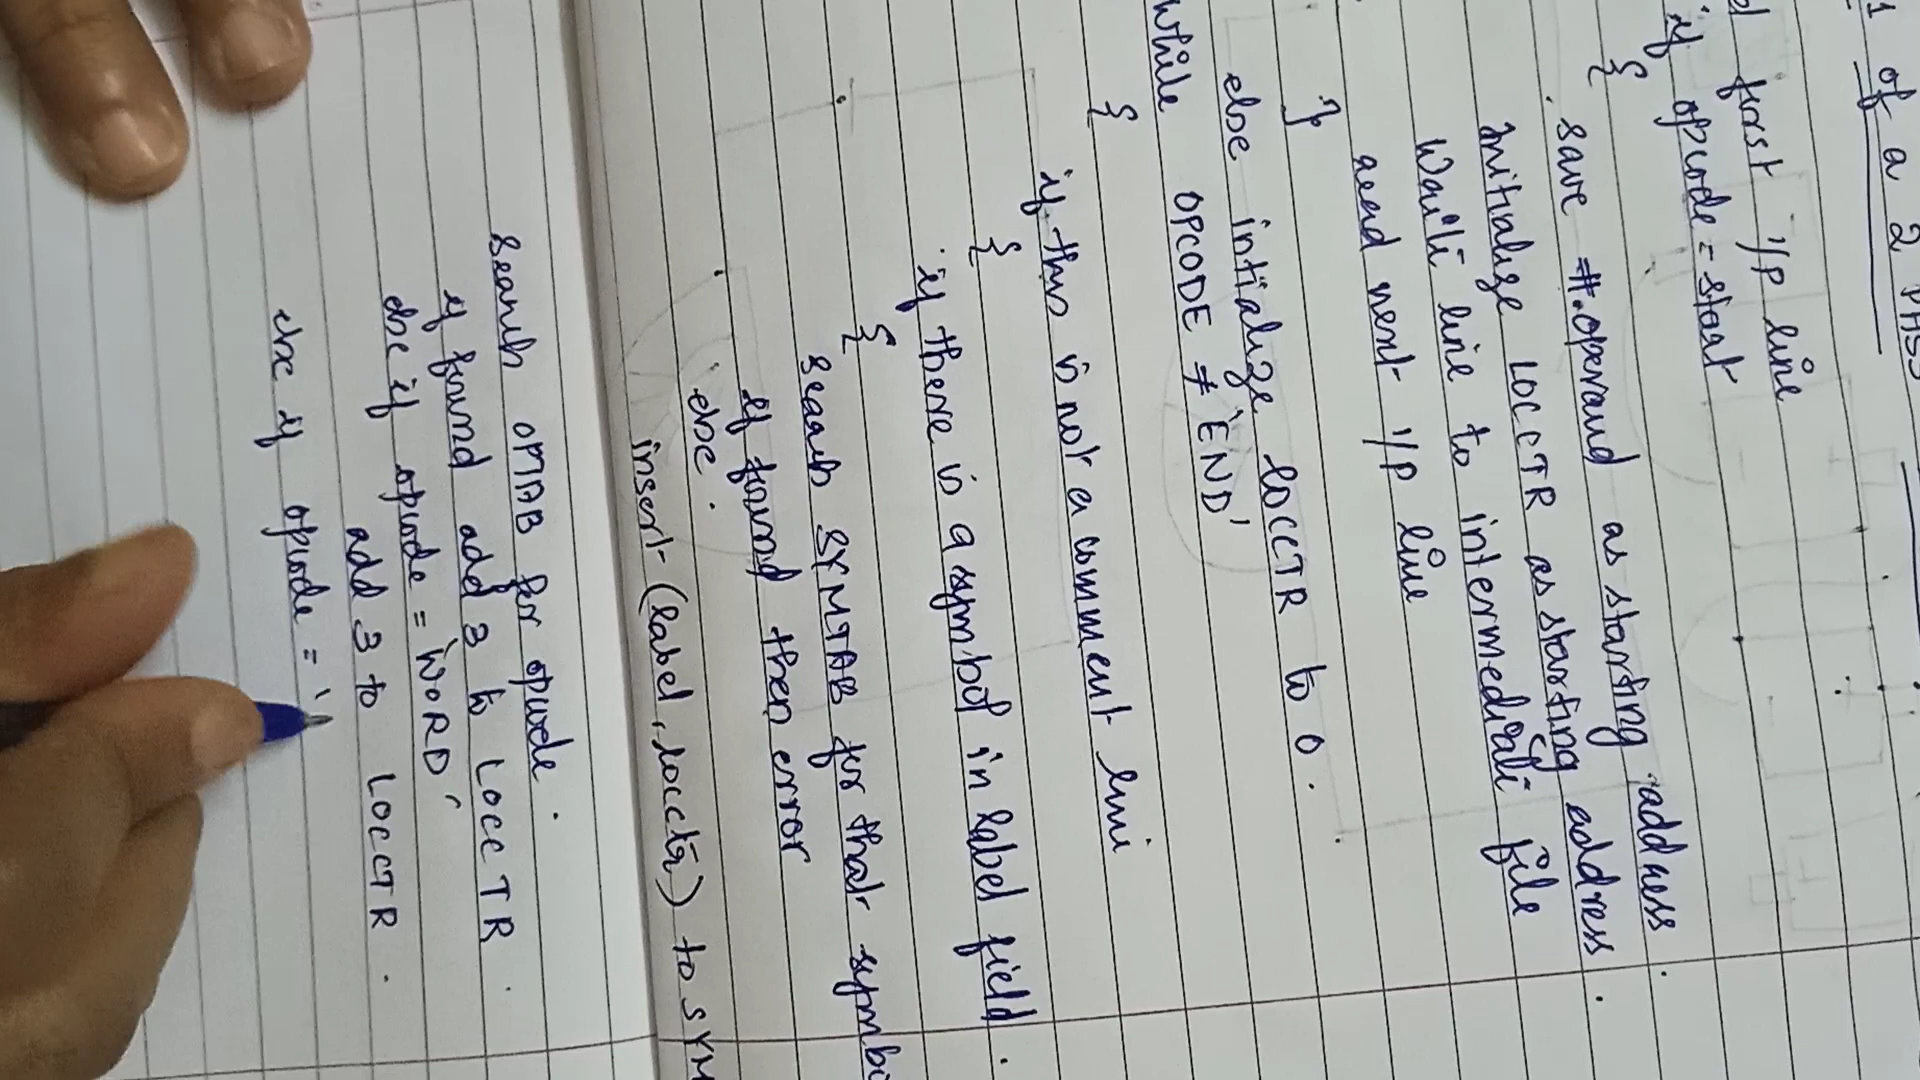 1 of a 2 PASS
first I/P line
if opcode = start
{
save #operand as starting address.
Initialize LOCCTR as starting address.
Write line to intermediate file
read next I/P line
}
else intialize LOCCTR to 0.
while OPCODE ≠ 'END'
{
if this is not a comment line
{
if there is a symbol in label field.
{
search SYMTAB for that symbo
if found then error
else.
insert (label, locctr) to SYM
search OPTAB for opcode.
if found add 3 to LOCCTR.
else if opcode = 'WORD'
add 3 to LOCCTR.
else if opcode = '